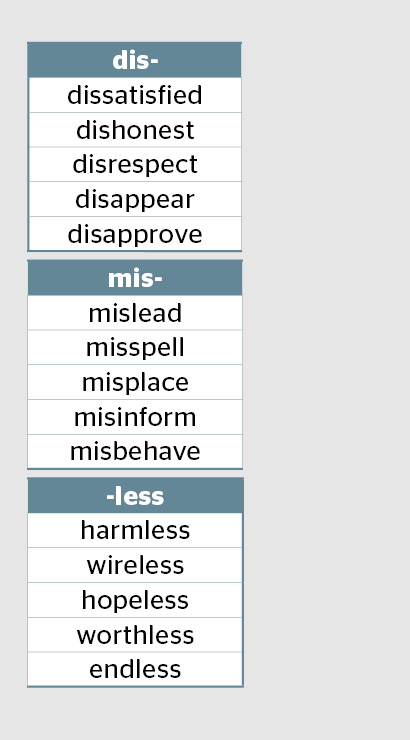 dis-
dissatisfied
dishonest
disrespect
disappear
disapprove
mis-
mislead
misspell
misplace
misinform
misbehave
-less
harmless
wireless
hopeless
worthless
endless